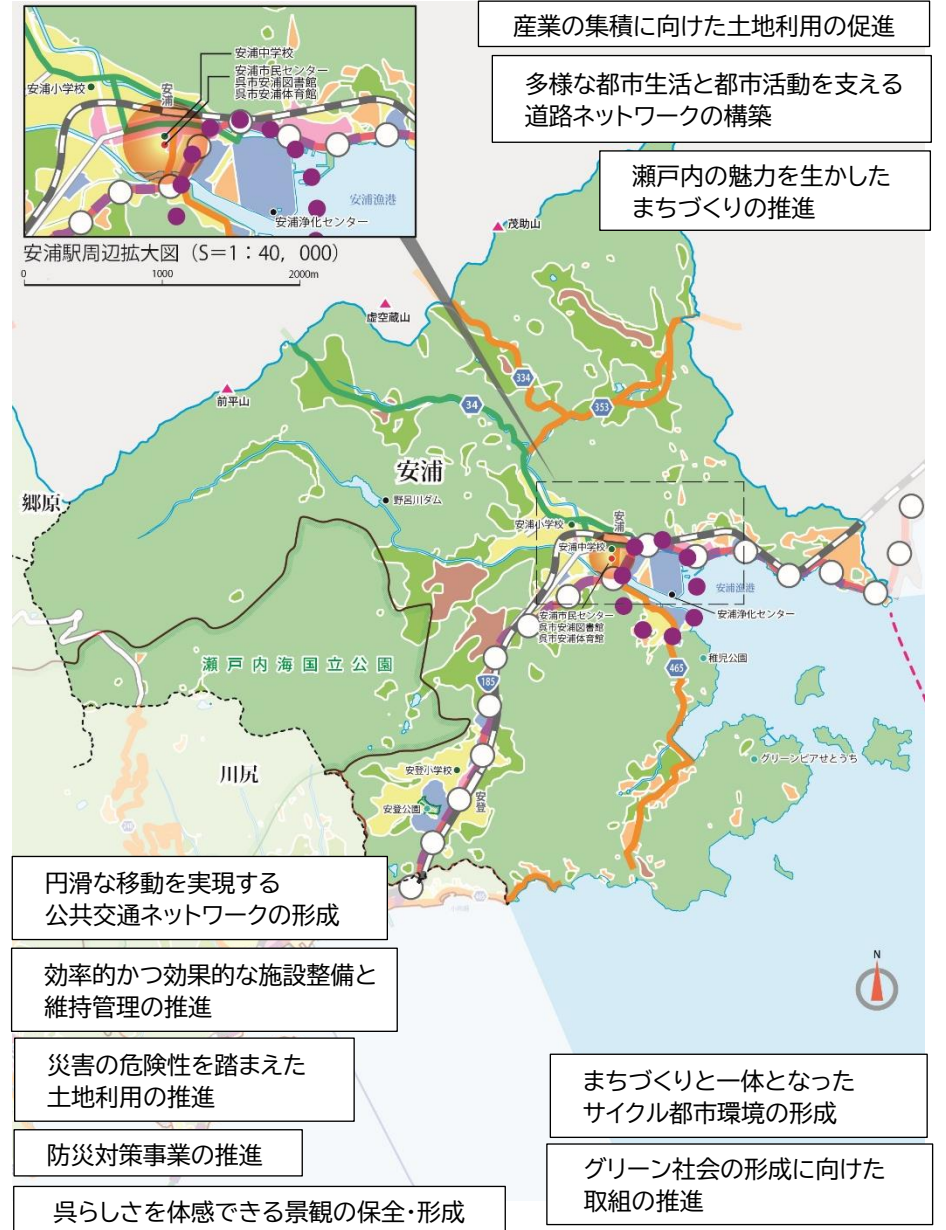 産業の集積に向けた土地利用の促進
多様な都市生活と都市活動を支える
道路ネットワークの構築
瀬戸内の魅力を生かした
まちづくりの推進
安浦中学校
安浦市民センター
呉市安浦図書館
呉市安浦体育館
安浦小学校
安浦
安浦漁港
安浦浄化センター
安浦駅周辺拡大図（S＝1：40，000）
0 1000 2000m
茂助山
虚空蔵山
前平山
334
34
353
安浦
郷原
野呂川ダム
安浦小学校
安浦
安浦中学校
安浦漁港
安浦市民センター
呉市安浦図書館
呉市安浦体育館
安浦浄化センター
稚児公園
瀬戸内海国立公園
465
185
グリーンピアせとうち
川尻
安登小学校
安登
安登公園
円滑な移動を実現する
公共交通ネットワークの形成
効率的かつ効果的な施設整備と
維持管理の推進
N
災害の危険性を踏まえた
土地利用の推進
防災対策事業の推進
呉らしさを体感できる景観の保全・形成
まちづくりと一体となった
サイクル都市環境の形成
グリーン社会の形成に向けた
取組の推進